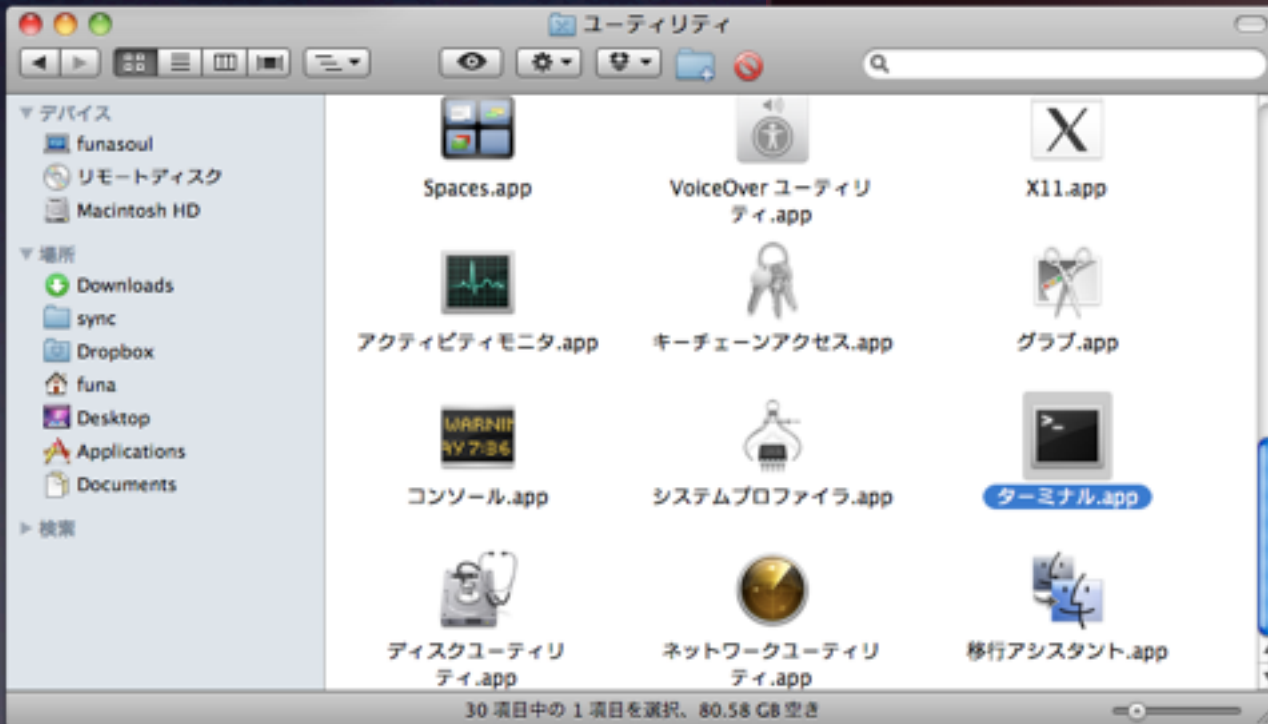 ユーティリティ
デバイス
funasoul
リモートディスク
Macintosh HD
場所
Downloads
sync
Dropbox
funa
Desktop
Applications
Documents
検索
Spaces.app
VoiceOver ユーティリ
ティ.app
X
X11.app
アクティビティモニタ.app
キーチェーンアクセス.app
グラブ.app
WARNIN
AY 7:36
コンソール.app
システムプロファイラ.app
>_
ターミナル.app
ディスクユーティリ
ティ.app
ネットワークユーティリ
ティ.app
移行アシスタント.app
30 項目中の 1 項目を選択、80.58 GB 空き